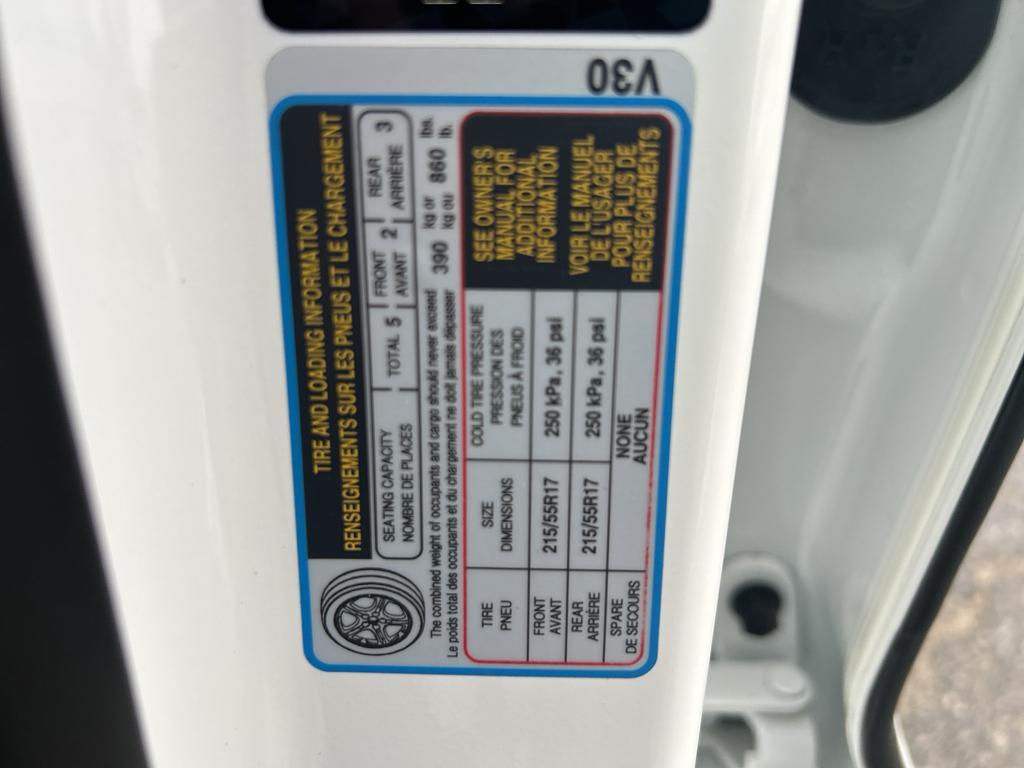 V30
TIRE AND LOADING INFORMATION
RENSEIGNEMENTS SUR LES PNEUS ET LE CHARGEMENT
SEATING CAPACITY
NOMBRE DE PLACES
TOTAL 5
FRONT
AVANT
2
REAR
ARRIÈRE
3
The combined weight of occupants and cargo should never exceed
Le poids total des occupants et du chargement ne doit jamais dépasser
390
kg or
kg ou
860
lbs.
lb.
TIRE
PNEU
SIZE
DIMENSIONS
COLD TIRE PRESSURE
PRESSION DES
PNEUS À FROID
FRONT
AVANT
215/55R17
250 kPa, 36 psi
REAR
ARRIÈRE
215/55R17
250 kPa, 36 psi
SPARE
DE SECOURS
NONE
AUCUN
SEE OWNER'S
MANUAL FOR
ADDITIONAL
INFORMATION
VOIR LE MANUEL
DE L'USAGER
POUR PLUS DE
RENSEIGNEMENTS